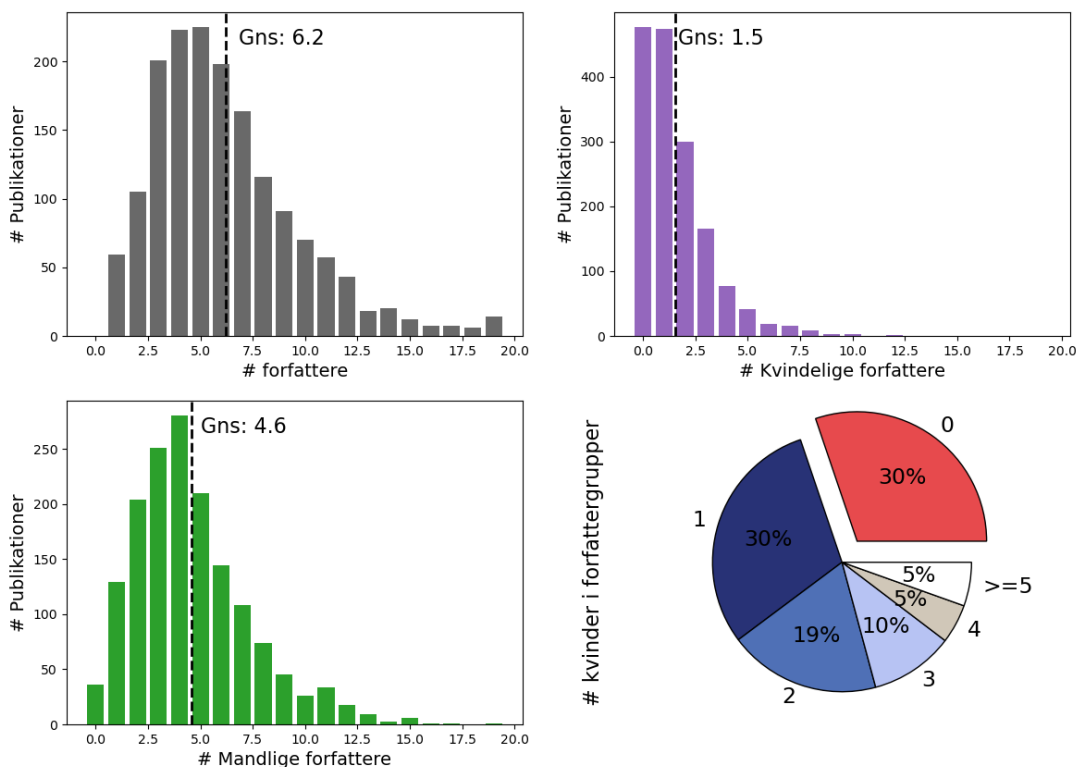 Gns: 6.2
# Publikationer
200
150
100
50
0
0.0 2.5 5.0 7.5 10.0 12.5 15.0 17.5 20.0
# forfattere
Gns: 1.5
# Publikationer
400
300
200
100
0
0.0 2.5 5.0 7.5 10.0 12.5 15.0 17.5 20.0
# Kvindelige forfattere
Gns: 4.6
# Publikationer
250
200
150
100
50
0
0.0 2.5 5.0 7.5 10.0 12.5 15.0 17.5 20.0
# Mandlige forfattere
# kvinder i forfattergrupper
0
30%
1
30%
2
19%
3
10%
4
5%
>=5
5%